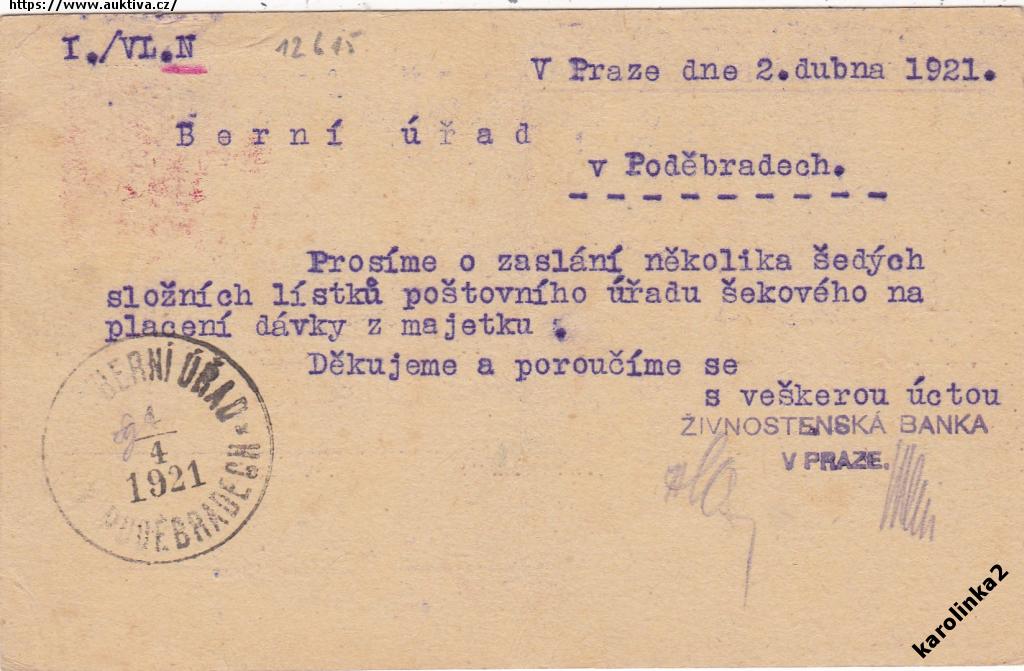 https://www.auktiva.cz/
I./VL.N
V Praze dne 2.dubna 1921.
Berní úřad
v Poděbradech.
Prosíme o zaslání několika šedých
složních lístků poštovního úřadu šekového na
placení dávky z majetku .
Děkujeme a poroučíme se
s veškerou úctou
ŽIVNOSTENSKÁ BANKA
V PRAZE.
BERNÍ ÚŘAD
4
1921
PODĚBRADECH
karolinka2